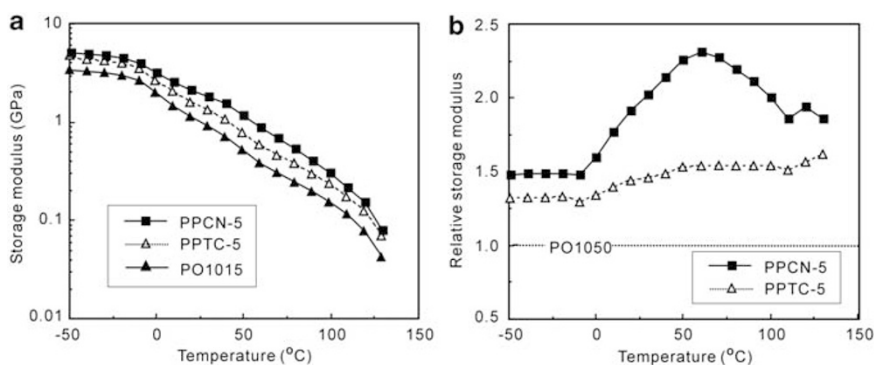 a
10
1
0.1
0.01
Storage modulus (GPa)
PPCN-5
PPTC-5
PO1015
-50
0
50
100
150
Temperature (°C)
b
2.5
2.0
1.5
1.0
0.5
Relative storage modulus
PO1050
PPCN-5
PPTC-5
-50
0
50
100
150
Temperature (°C)